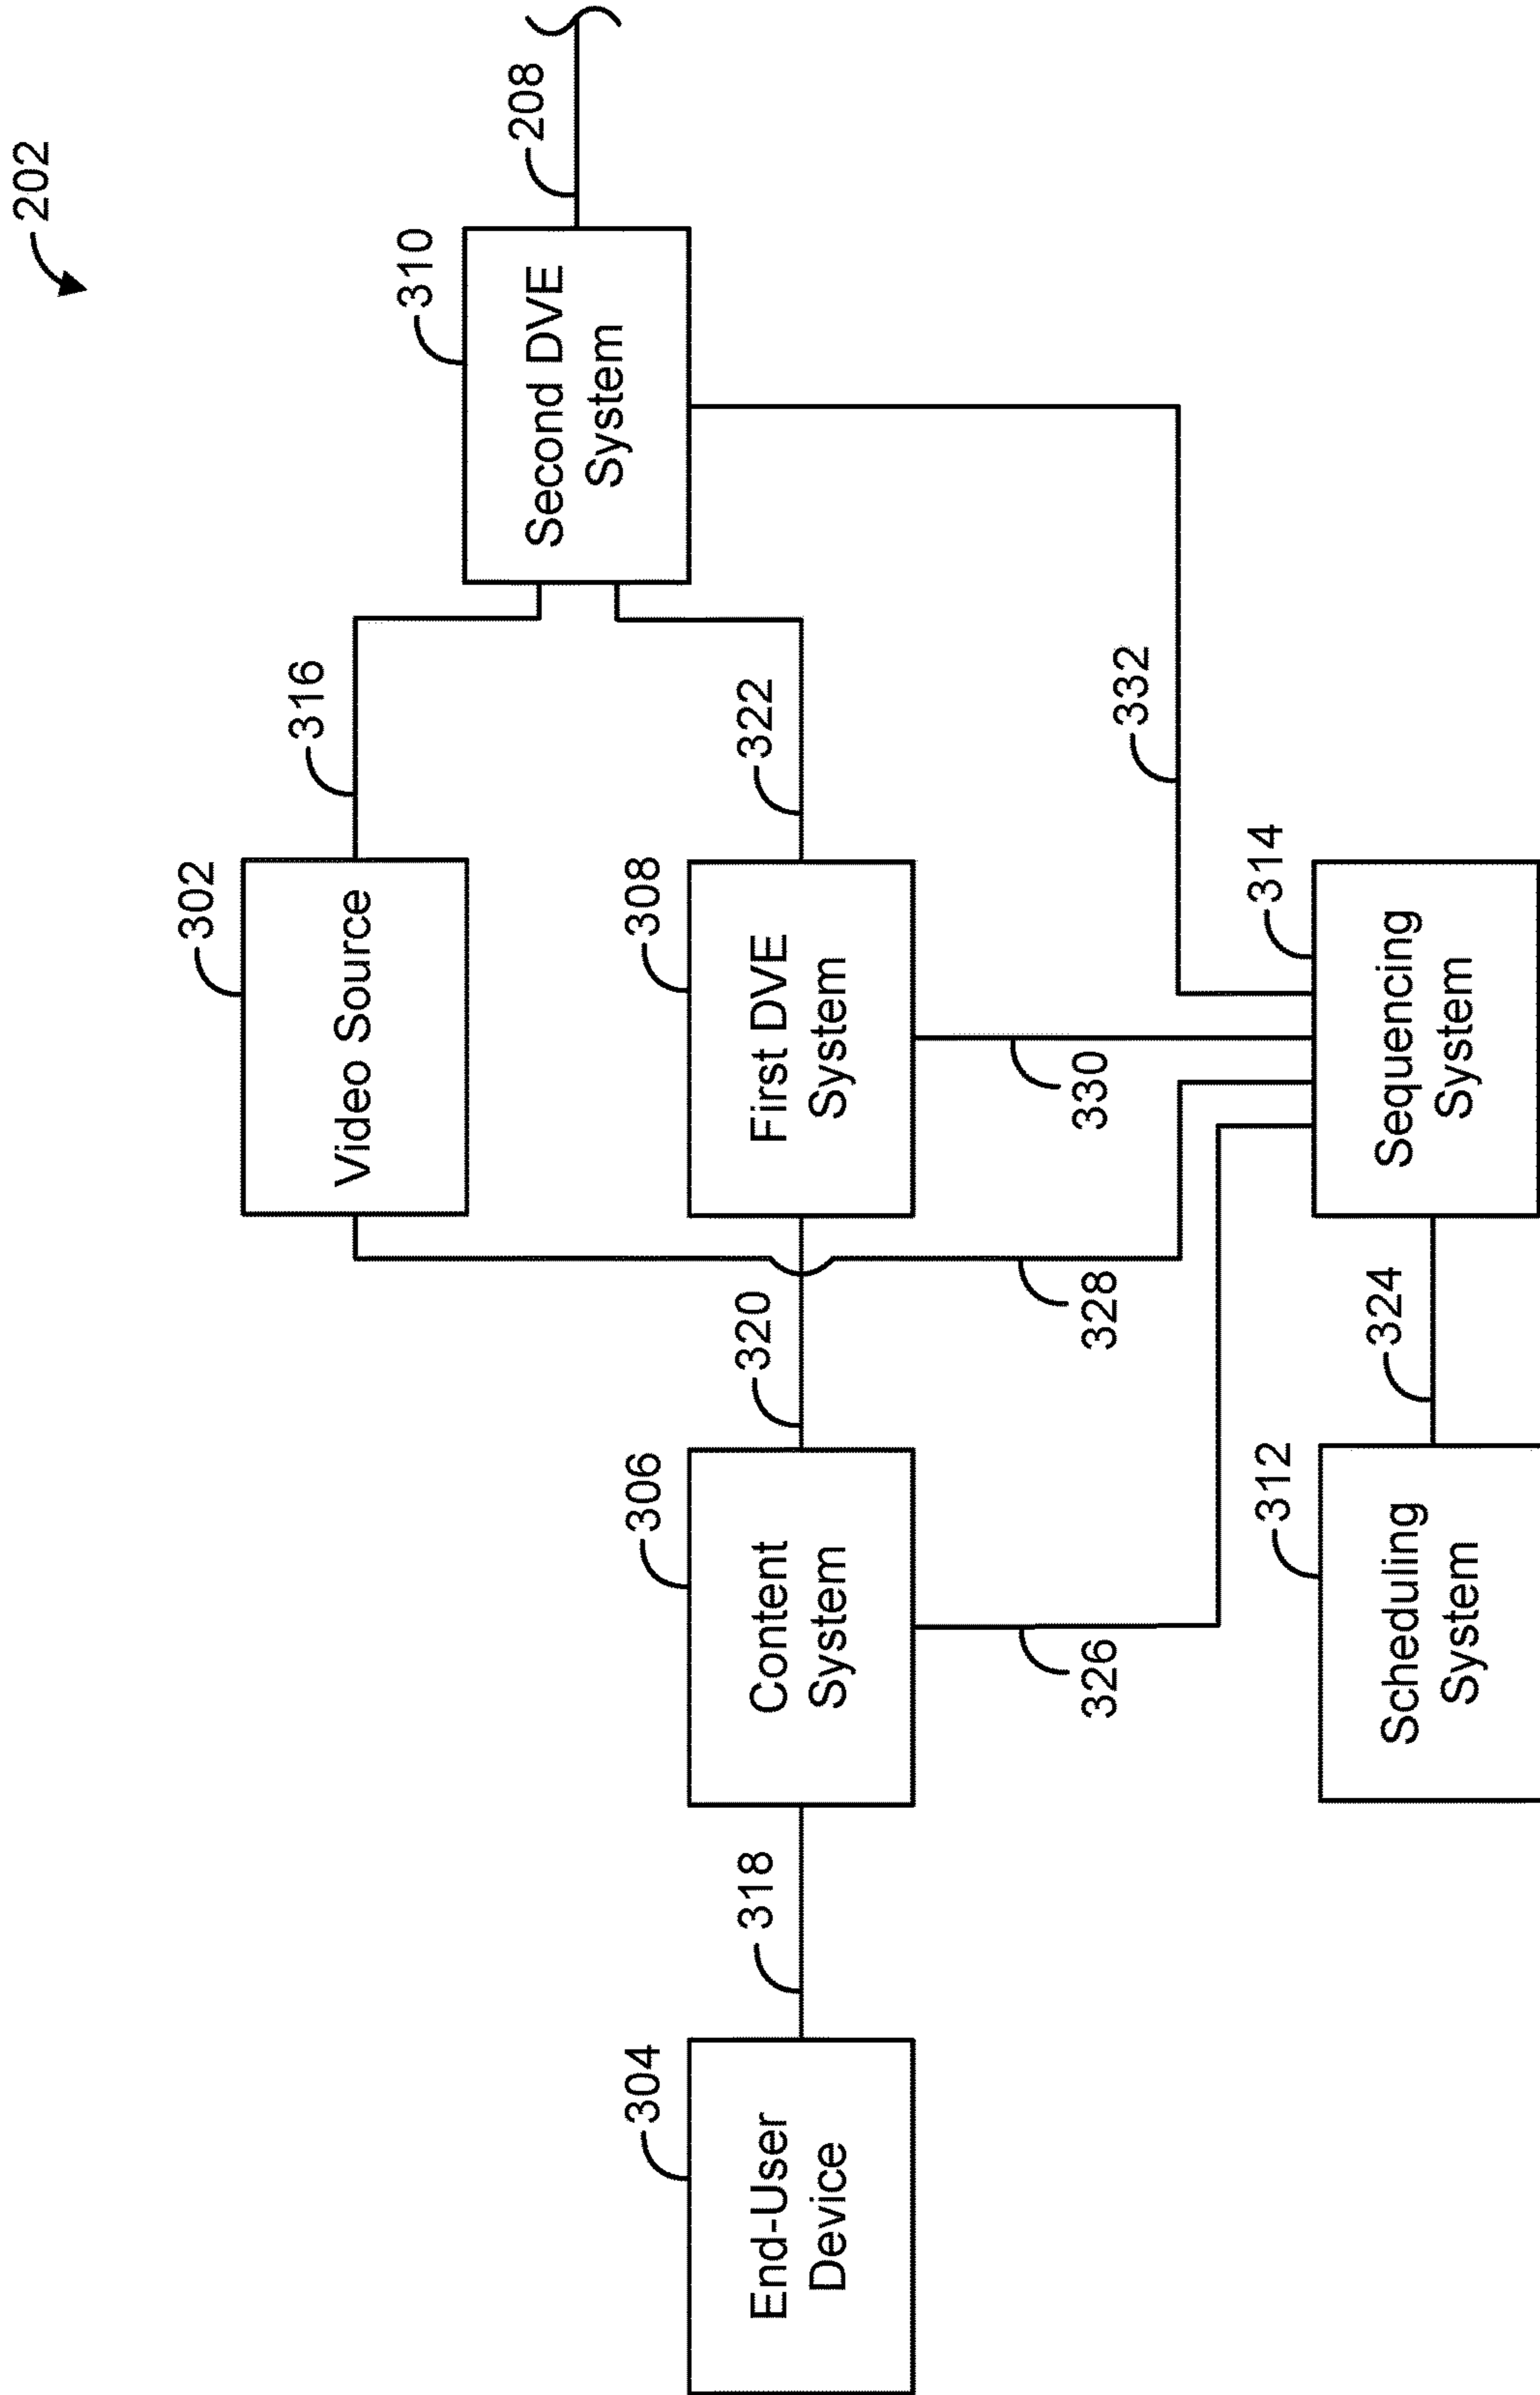 202
208
310
Second DVE
System
316
302
Video Source
322
308
First DVE
System
332
314
Sequencing
System
330
328
320
324
306
Content
System
326
312
Scheduling
System
318
304
End-User
Device